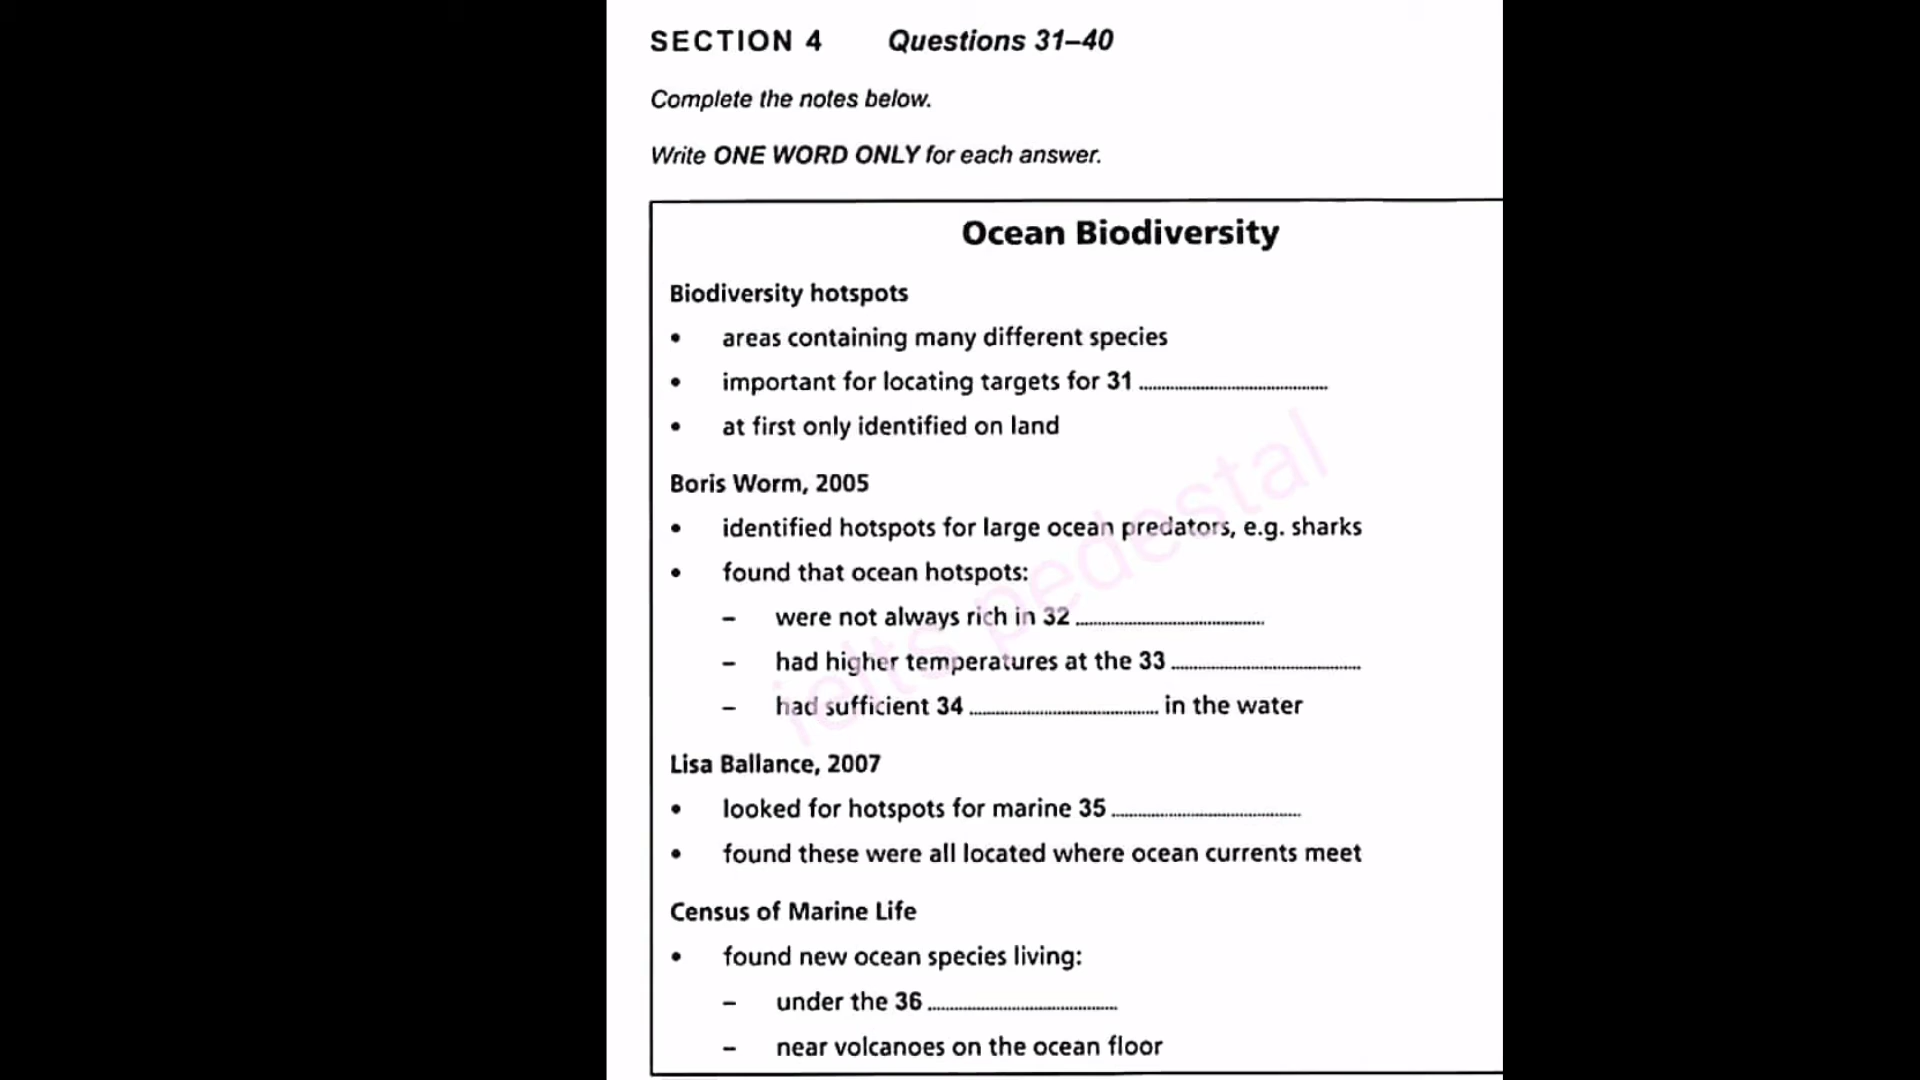 SECTION 4 Questions 31–40
Complete the notes below.
Write ONE WORD ONLY for each answer.
Ocean Biodiversity
Biodiversity hotspots
• areas containing many different species
• important for locating targets for 31 ........................................
• at first only identified on land
Boris Worm, 2005
• identified hotspots for large ocean predators, e.g. sharks
• found that ocean hotspots:
– were not always rich in 32 ........................................
– had higher temperatures at the 33 ........................................
– had sufficient 34 ........................................ in the water
Lisa Ballance, 2007
• looked for hotspots for marine 35 ........................................
• found these were all located where ocean currents meet
Census of Marine Life
• found new ocean species living:
– under the 36 ........................................
– near volcanoes on the ocean floor
ielts pedestal